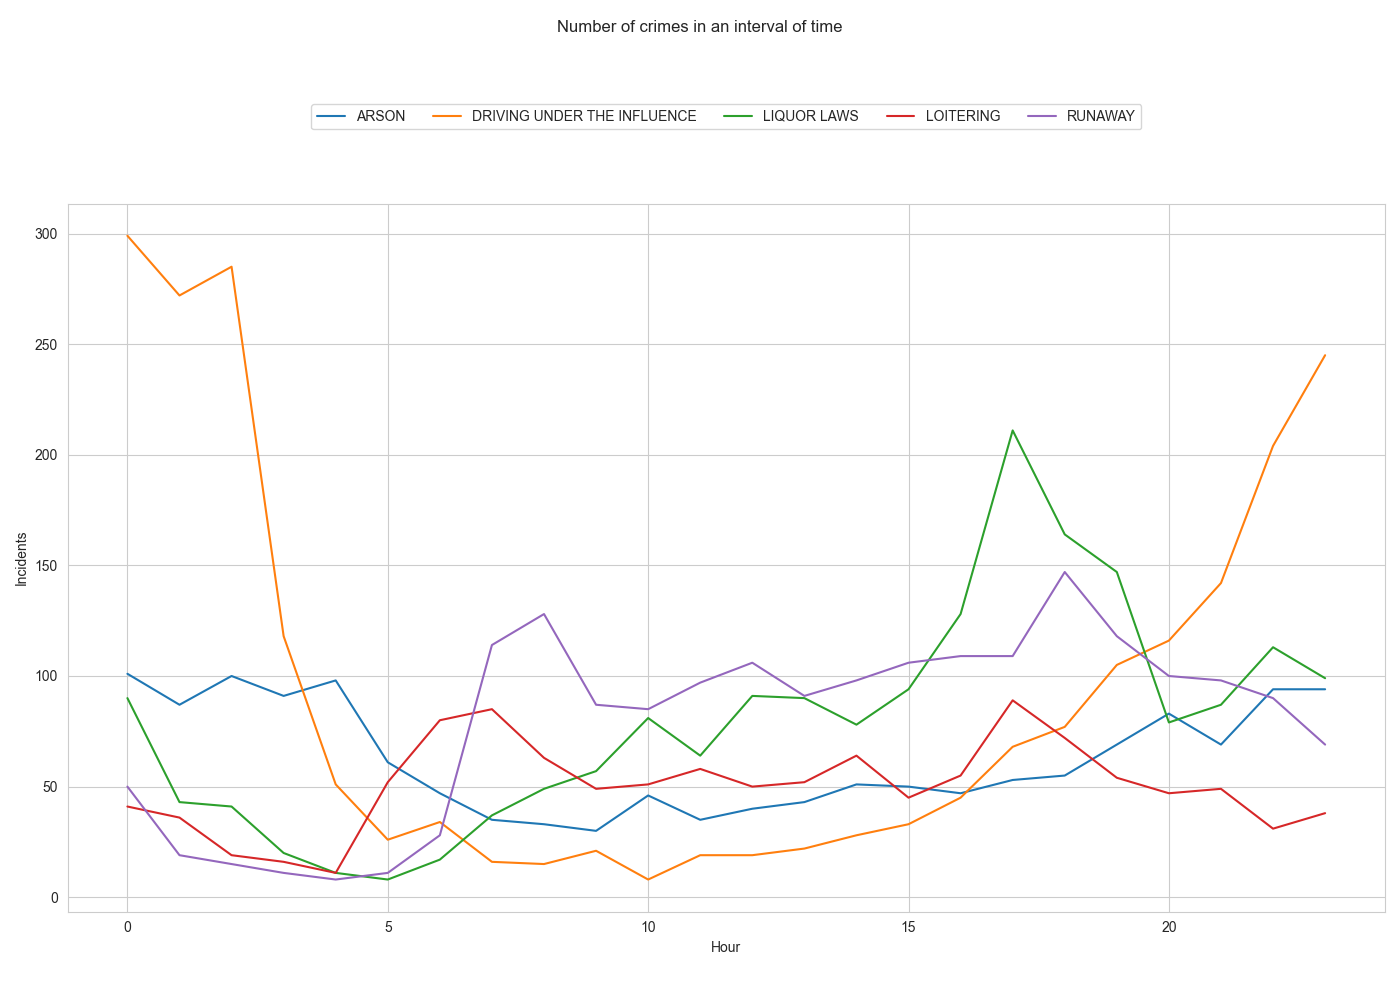 Number of crimes in an interval of time
ARSON DRIVING UNDER THE INFLUENCE LIQUOR LAWS LOITERING RUNAWAY
300
250
200
150
100
50
0
Incidents
0 5 10 15 20
Hour